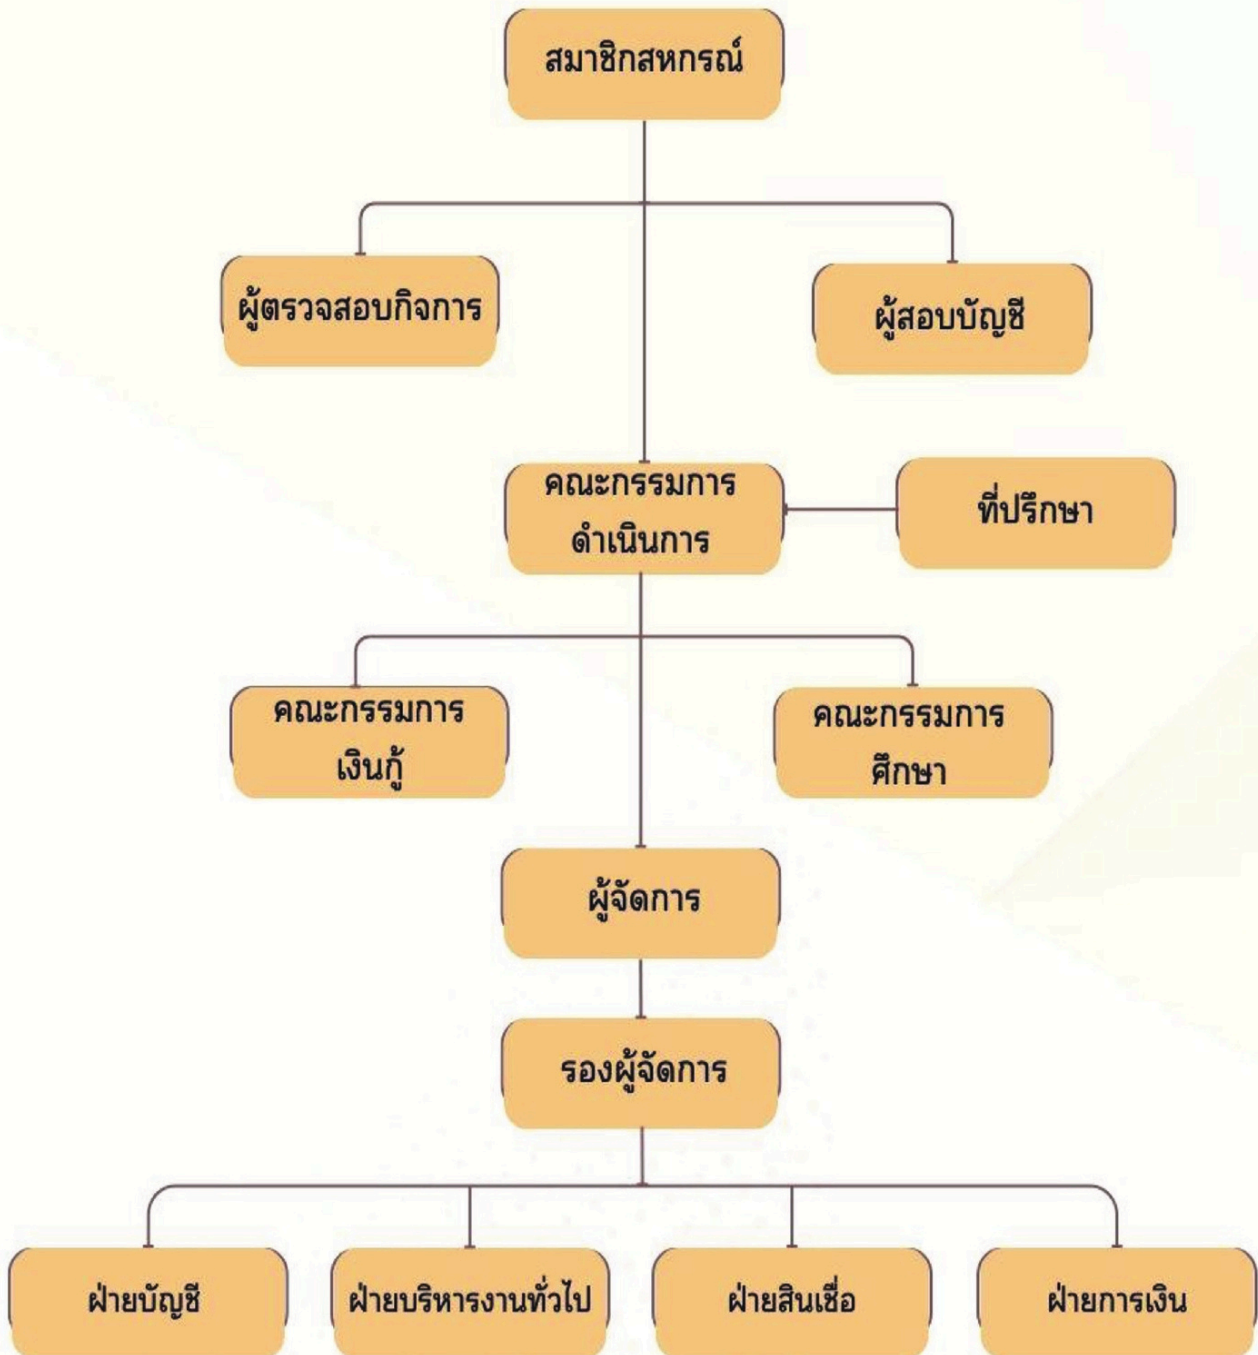 สมาชิกสหกรณ์
ผู้ตรวจสอบกิจการ
ผู้สอบบัญชี
คณะกรรมการ
ดำเนินการ
ที่ปรึกษา
คณะกรรมการ
เงินกู้
คณะกรรมการ
ศึกษา
ผู้จัดการ
รองผู้จัดการ
ฝ่ายบัญชี
ฝ่ายบริหารงานทั่วไป
ฝ่ายสินเชื่อ
ฝ่ายการเงิน